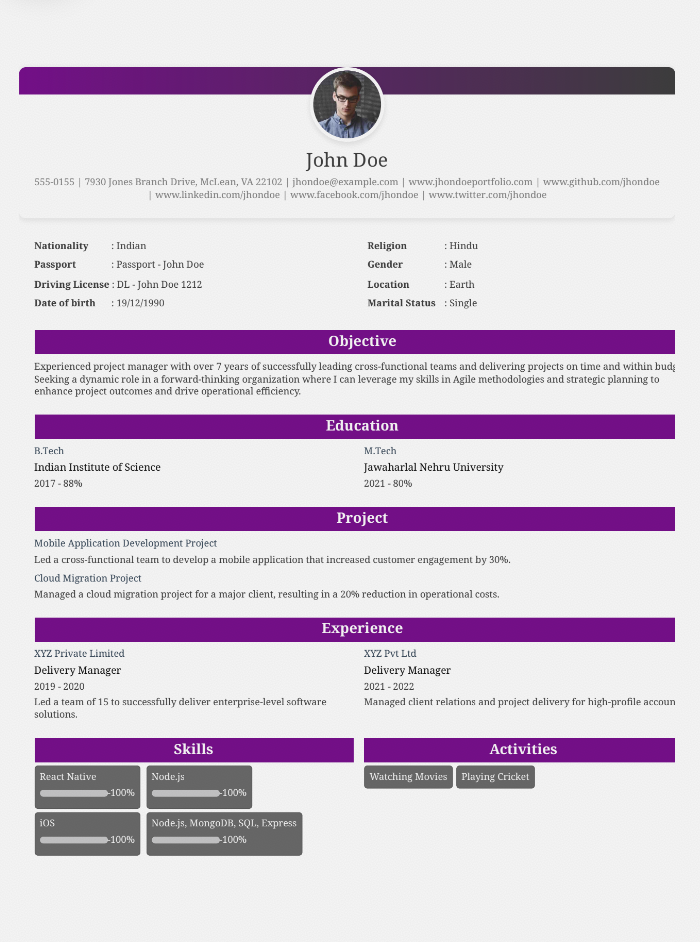 John Doe
555-0155 | 7930 Jones Branch Drive, McLean, VA 22102 | jhondoe@example.com | www.jhondoeportfolio.com | www.github.com/jhondoe
| www.linkedin.com/jhondoe | www.facebook.com/jhondoe | www.twitter.com/jhondoe
Nationality : Indian
Religion : Hindu
Passport : Passport - John Doe
Gender : Male
Driving License : DL - John Doe 1212
Location : Earth
Date of birth : 19/12/1990
Marital Status : Single
Objective
Experienced project manager with over 7 years of successfully leading cross-functional teams and delivering projects on time and within
Seeking a dynamic role in a forward-thinking organization where I can leverage my skills in Agile methodologies and strategic planning to
enhance project outcomes and drive operational efficiency.
Education
B.Tech
Indian Institute of Science
2017 - 88%
M.Tech
Jawaharlal Nehru University
2021 - 80%
Project
Mobile Application Development Project
Led a cross-functional team to develop a mobile application that increased customer engagement by 30%.
Cloud Migration Project
Managed a cloud migration project for a major client, resulting in a 20% reduction in operational costs.
Experience
XYZ Private Limited
Delivery Manager
2019 - 2020
Led a team of 15 to successfully deliver enterprise-level software
solutions.
XYZ Pvt Ltd
Delivery Manager
2021 - 2022
Managed client relations and project delivery for high-profile accoun
Skills
React Native
100%
Node.js
100%
iOS
100%
Node.js, MongoDB, SQL, Express
100%
Activities
Watching Movies
Playing Cricket